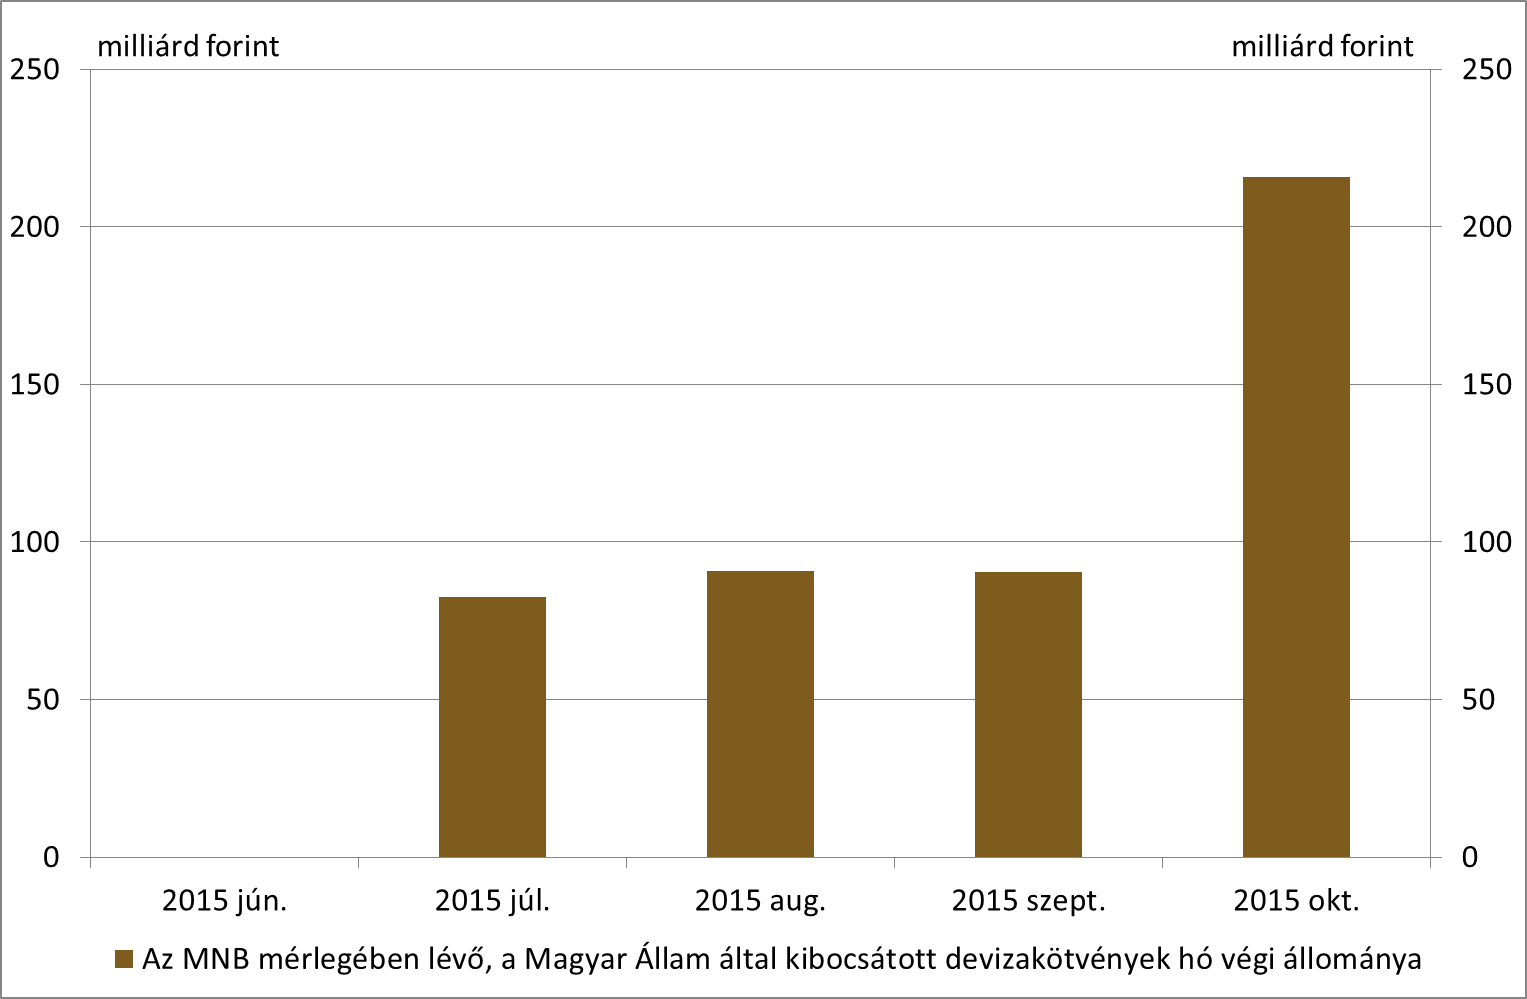 milliárd forint milliárd forint
250 250
200 200
150 150
100 100
50 50
0 0
2015 jún. 2015 júl. 2015 aug. 2015 szept. 2015 okt.
Az MNB mérlegében lévő, a Magyar Állam által kibocsátott devizakötvények hó végi állománya